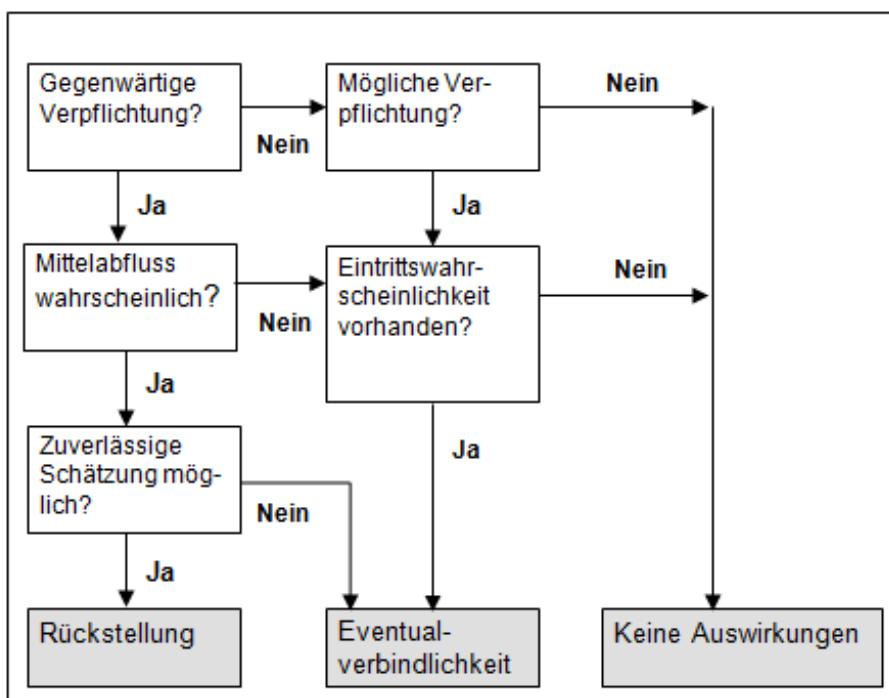 Gegenwärtige
Verpflichtung?
Nein
Mögliche Ver-
pflichtung?
Nein
Ja
Ja
Mittelabfluss
wahrscheinlich?
Nein
Eintrittswahr-
scheinlichkeit
vorhanden?
Nein
Ja
Ja
Zuverlässige
Schätzung mög-
lich?
Nein
Ja
Rückstellung
Eventual-
verbindlichkeit
Keine Auswirkungen